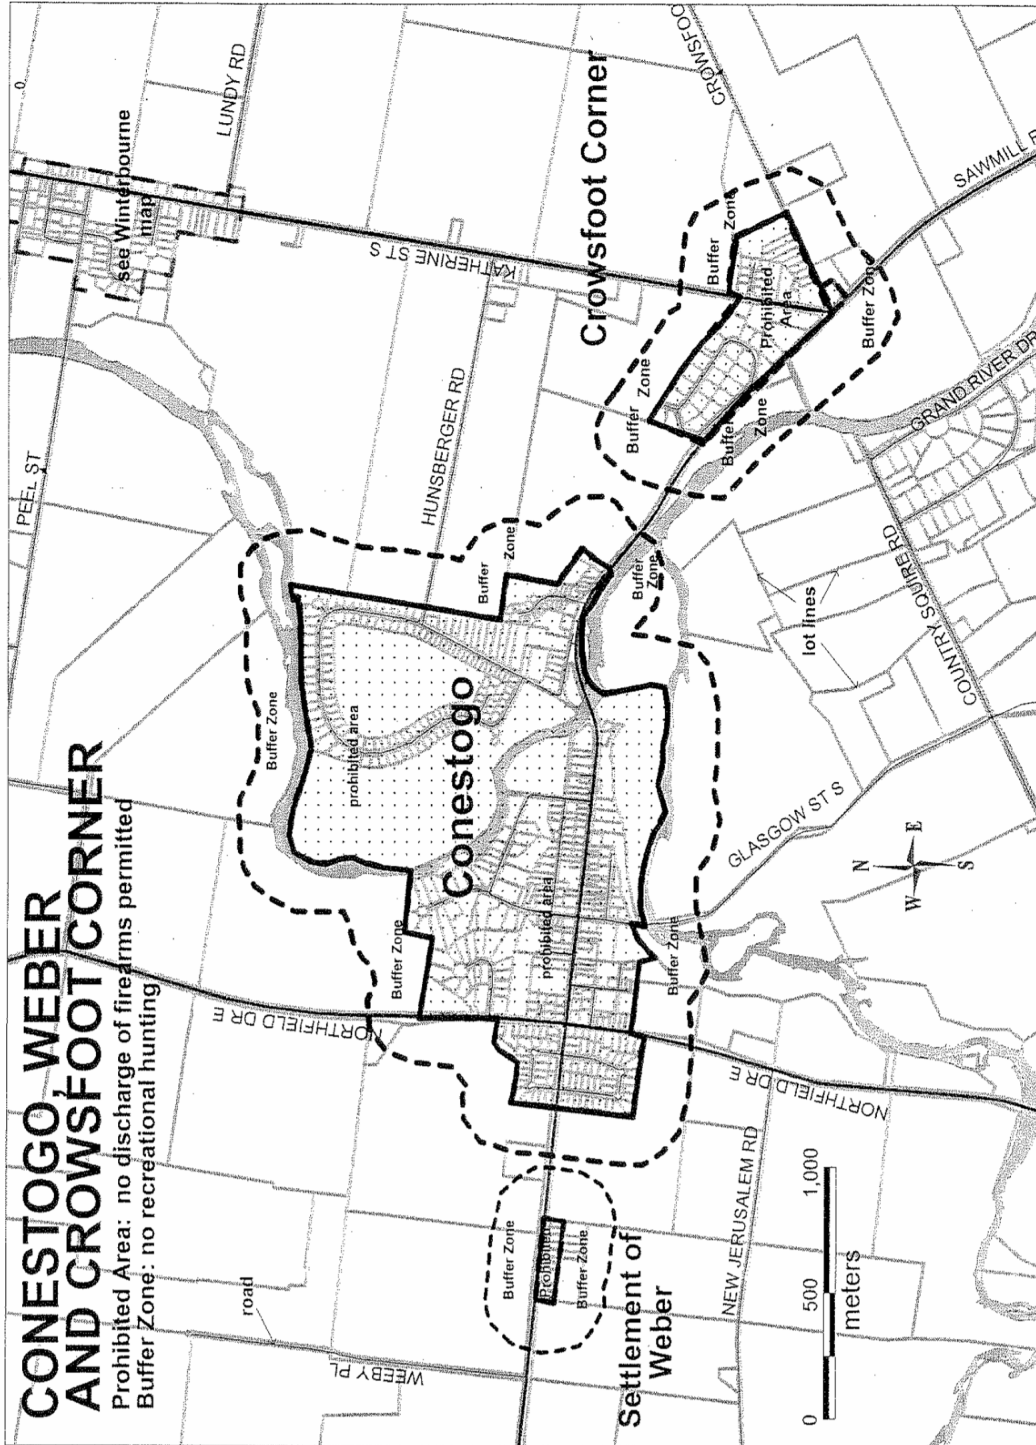 CONESTOGO, WEBER
AND CROWSFOOT CORNER
Prohibited Area: no discharge of firearms permitted
Buffer Zone: no recreational hunting
PEEL ST
see Winterbourne
map
0
LUNDY RD
KATHERINE ST S
HUNSBERGER RD
Crowsfoot Corner
Buffer
Zone
Buffer
Zone
Prohibited
Area
Buffer
Zone
Buffer Zone
CROWSFOO
SAWMILL R
GRAND RIVER DR
NORTHFIELD DR E
Buffer Zone
prohibited area
Conestogo
Buffer
Zone
Buffer
Zone
Buffer Zone
prohibited area
Buffer Zone
lot lines
COUNTRY SQUIRE RD
GLASGOW ST S
N
W
E
S
road
WEEBY PL
Buffer Zone
Prohibited
Buffer Zone
Settlement of
Weber
NEW JERUSALEM RD
NORTHFIELD DR E
0
500
1,000
meters